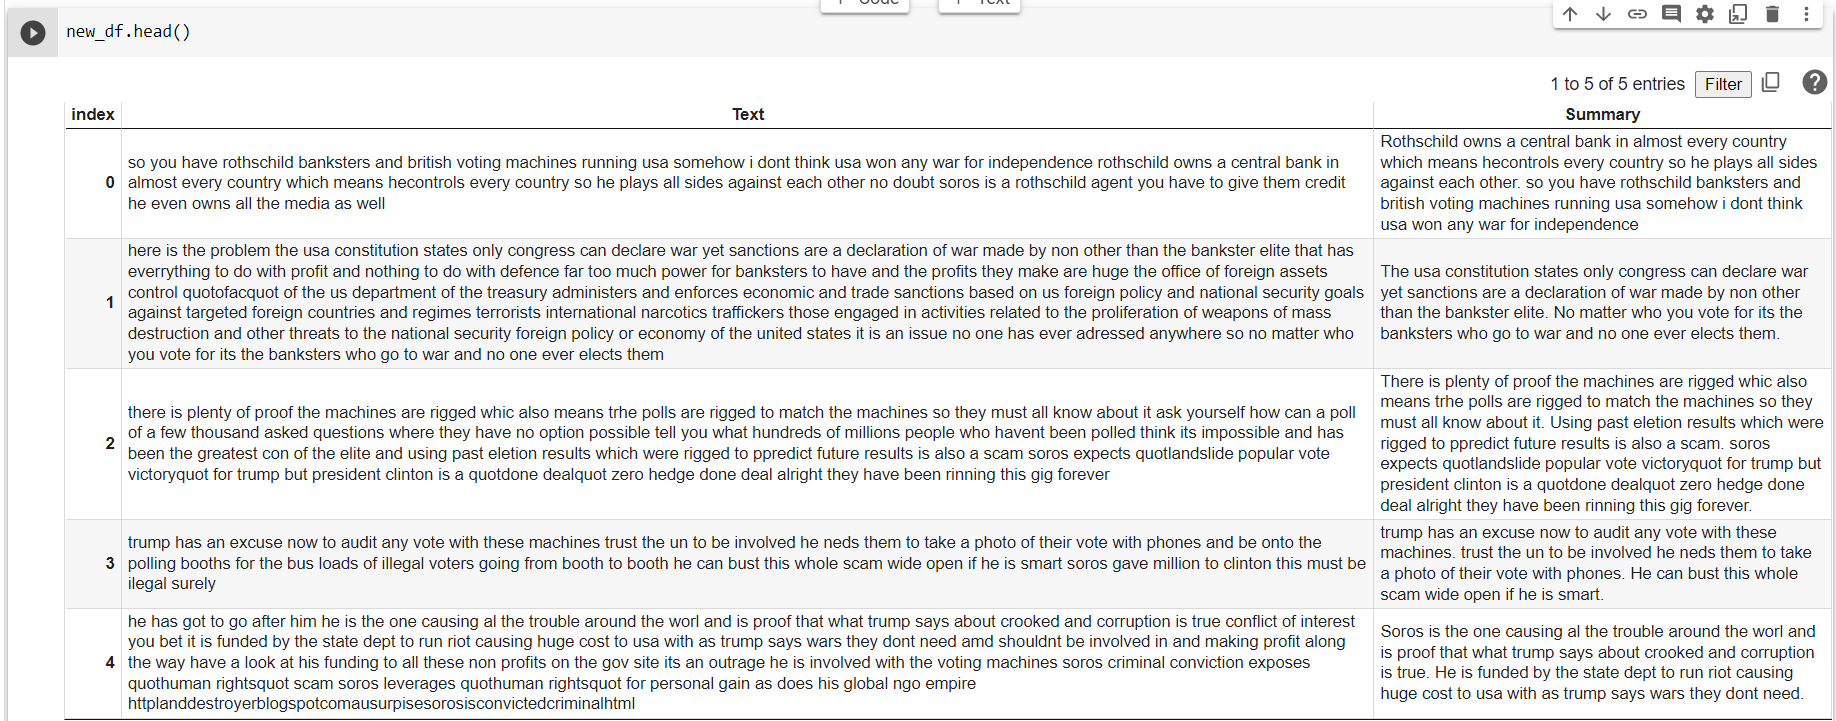 Code
Text
new_df.head()
1 to 5 of 5 entries
Filter
index
Text
Summary
0
so you have rothschild banksters and british voting machines running usa somehow i dont think usa won any war for independence rothschild owns a central bank in
almost every country which means hecontrols every country so he plays all sides against each other no doubt soros is a rothschild agent you have to give them credit
he even owns all the media as well
Rothschild owns a central bank in almost every country
which means hecontrols every country so he plays all sides
against each other. so you have rothschild banksters and
british voting machines running usa somehow i dont think
usa won any war for independence
1
here is the problem the usa constitution states only congress can declare war yet sanctions are a declaration of war made by non other than the bankster elite that has
everrything to do with profit and nothing to do with defence far too much power for banksters to have and the profits they make are huge the office of foreign assets
control quotofacquot of the us department of the treasury administers and enforces economic and trade sanctions based on us foreign policy and national security goals
against targeted foreign countries and regimes terrorists international narcotics traffickers those engaged in activities related to the proliferation of weapons of mass
destruction and other threats to the national security foreign policy or economy of the united states it is an issue no one has ever adressed anywhere so no matter who
you vote for its the banksters who go to war and no one ever elects them
The usa constitution states only congress can declare war
yet sanctions are a declaration of war made by non other
than the bankster elite. No matter who you vote for its the
banksters who go to war and no one ever elects them.
2
there is plenty of proof the machines are rigged whic also means trhe polls are rigged to match the machines so they must all know about it ask yourself how can a poll
of a few thousand asked questions where they have no option possible tell you what hundreds of millions people who havent been polled think its impossible and has
been the greatest con of the elite and using past eletion results which were rigged to ppredict future results is also a scam soros expects quotlandslide popular vote
victoryquot for trump but president clinton is a quotdone dealquot zero hedge done deal alright they have been rinning this gig forever
There is plenty of proof the machines are rigged whic also
means trhe polls are rigged to match the machines so they
must all know about it. Using past eletion results which were
rigged to ppredict future results is also a scam. soros
expects quotlandslide popular vote victoryquot for trump but
president clinton is a quotdone dealquot zero hedge done
deal alright they have been rinning this gig forever.
3
trump has an excuse now to audit any vote with these machines trust the un to be involved he neds them to take a photo of their vote with phones and be onto the
polling booths for the bus loads of illegal voters going from booth to booth he can bust this whole scam wide open if he is smart soros gave million to clinton this must be
ilegal surely
trump has an excuse now to audit any vote with these
machines. trust the un to be involved he neds them to take
a photo of their vote with phones. He can bust this whole
scam wide open if he is smart.
4
he has got to go after him he is the one causing al the trouble around the worl and is proof that what trump says about crooked and corruption is true conflict of interest
you bet it is funded by the state dept to run riot causing huge cost to usa with as trump says wars they dont need amd shouldnt be involved in and making profit along
the way have a look at his funding to all these non profits on the gov site its an outrage he is involved with the voting machines soros criminal conviction exposes
quothuman rightsquot scam soros leverages quothuman rightsquot for personal gain as does his global ngo empire
httplanddestroyerblogspotcomausurpisesorosisconvictedcriminalhtml
Soros is the one causing al the trouble around the worl and
is proof that what trump says about crooked and corruption
is true. He is funded by the state dept to run riot causing
huge cost to usa with as trump says wars they dont need.